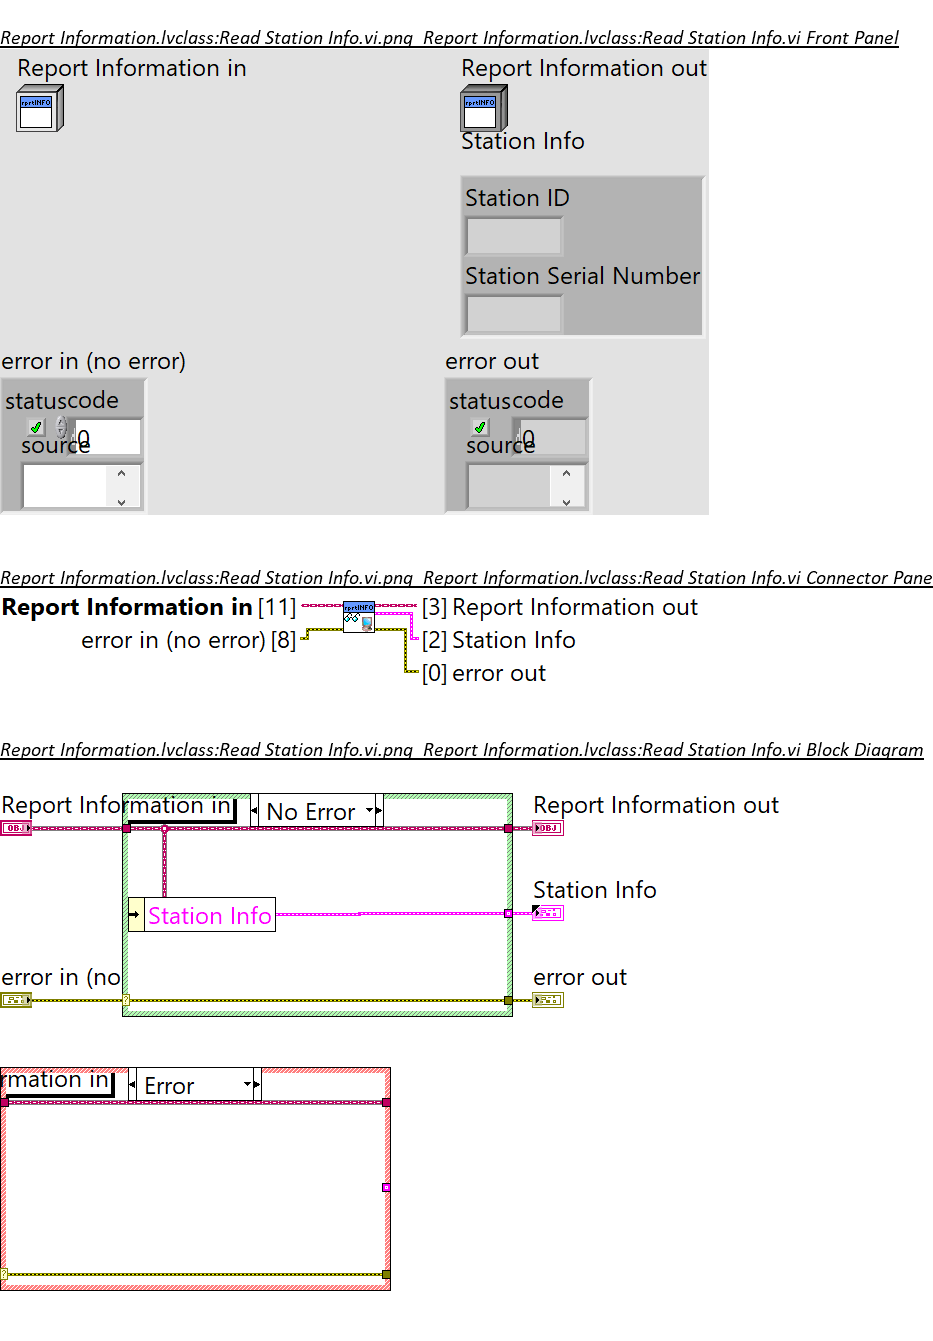 Report Information.lvclass:Read Station Info.vi.png Report Information.lvclass:Read Station Info.vi Front Panel
Report Information in
Report Information out
rprtINFO
rprtINFO
Station Info
Station ID
Station Serial Number
error in (no error)
error out
status code
status code
0
0
source
source
Report Information.lvclass:Read Station Info.vi.png Report Information.lvclass:Read Station Info.vi Connector Pane
Report Information in [11]
rprtINFO
[3] Report Information out
error in (no error) [8]
[2] Station Info
[0] error out
Report Information.lvclass:Read Station Info.vi.png Report Information.lvclass:Read Station Info.vi Block Diagram
Report Information in
No Error
Report Information out
OBJ
OBJ
Station Info
Station Info
error in (no
error out
?
rmation in
Error
?